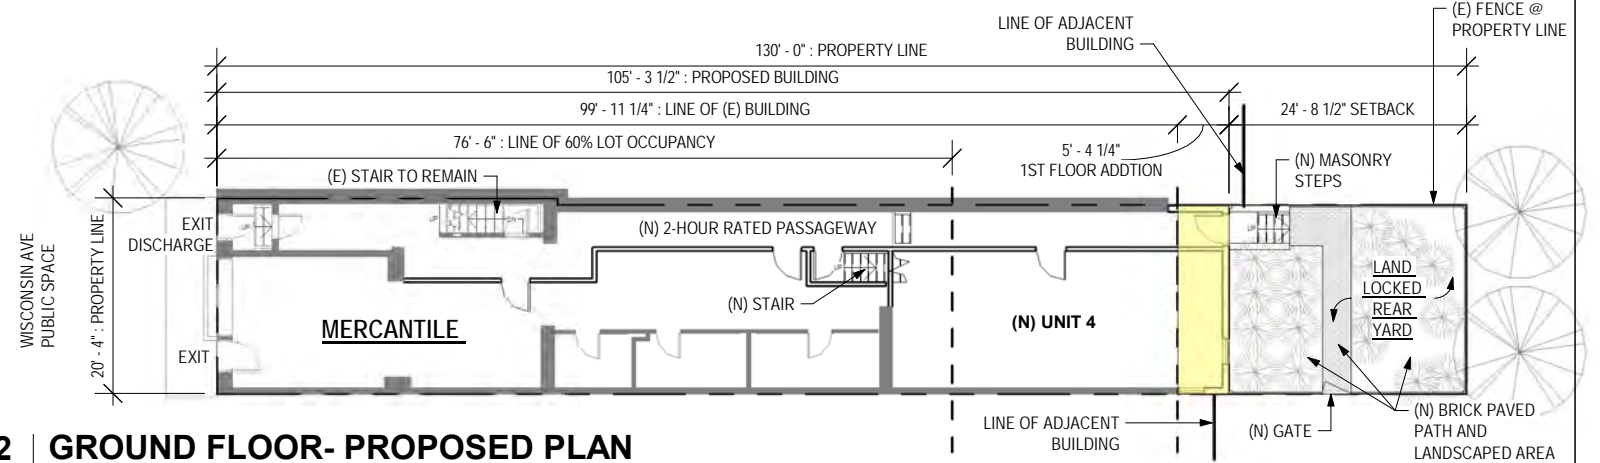 (E) FENCE @
PROPERTY LINE
LINE OF ADJACENT
BUILDING
130' - 0" : PROPERTY LINE
105' - 3 1/2" : PROPOSED BUILDING
99' - 11 1/4" : LINE OF (E) BUILDING
24' - 8 1/2" SETBACK
76' - 6" : LINE OF 60% LOT OCCUPANCY
5' - 4 1/4"
1ST FLOOR ADDTION
(N) MASONRY
STEPS
(E) STAIR TO REMAIN
EXIT
DISCHARGE
(N) 2-HOUR RATED PASSAGEWAY
WISCONSIN AVE
PUBLIC SPACE
20' - 4" : PROPERTY LINE
LAND
LOCKED
REAR
YARD
(N) STAIR
MERCANTILE
(N) UNIT 4
EXIT
LINE OF ADJACENT
BUILDING
(N) GATE
(N) BRICK PAVED
PATH AND
LANDSCAPED AREA
2 GROUND FLOOR- PROPOSED PLAN